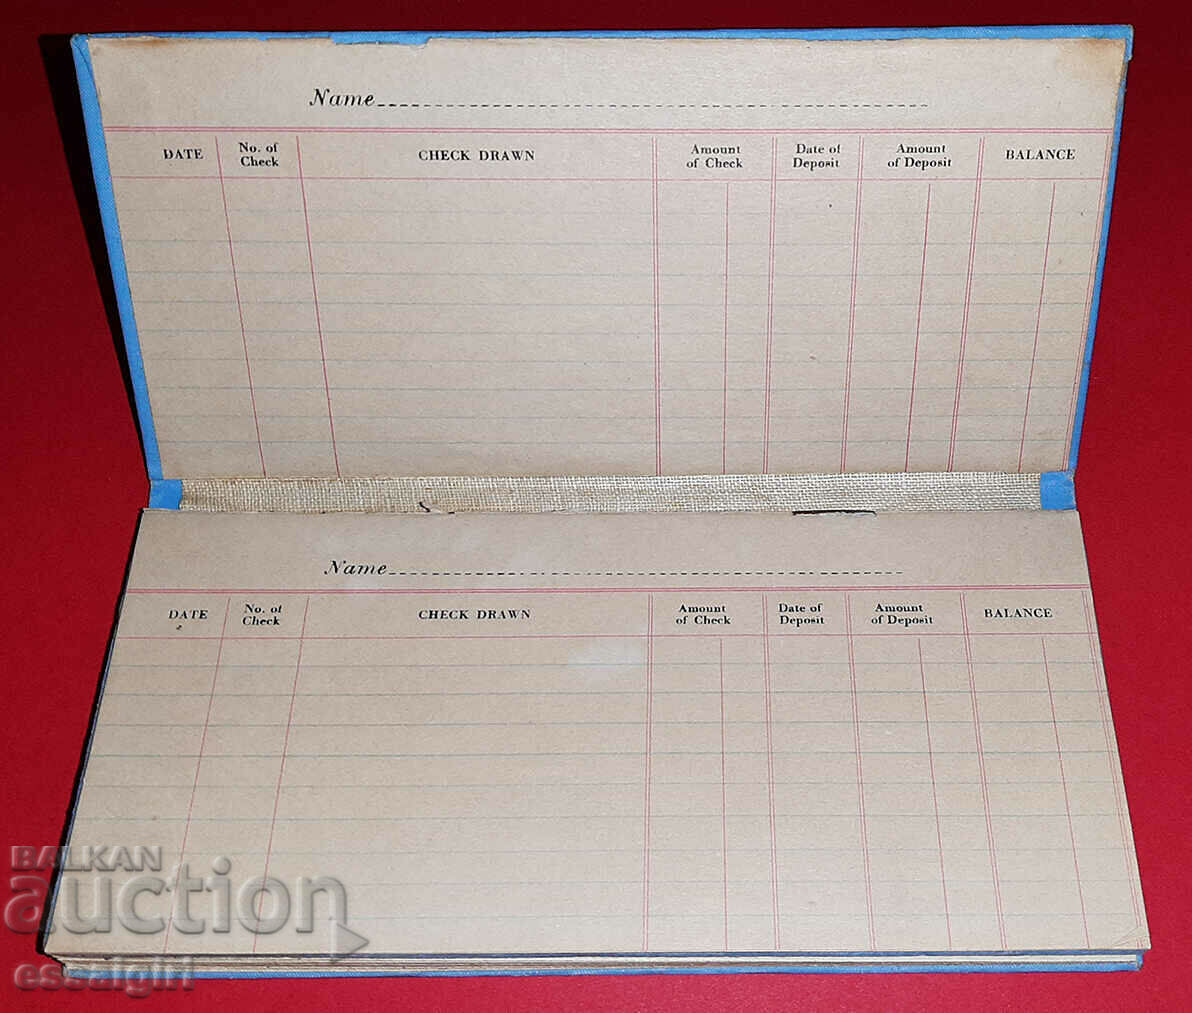 Name
DATE No. of Check CHECK DRAWN Amount of Check Date of Deposit Amount of Deposit BALANCE
Name
DATE No. of Check CHECK DRAWN Amount of Check Date of Deposit Amount of Deposit BALANCE
BALKAN
auction
essaigirl